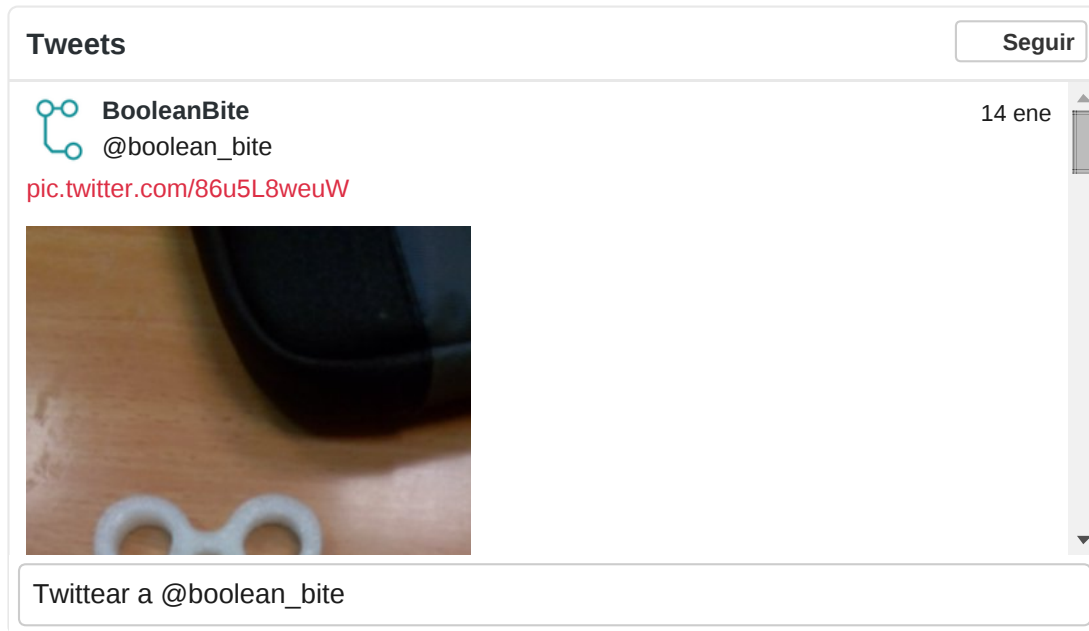 Tweets
Seguir
BooleanBite
14 ene
@boolean_bite
pic.twitter.com/86u5L8weuW
Twittear a @boolean_bite